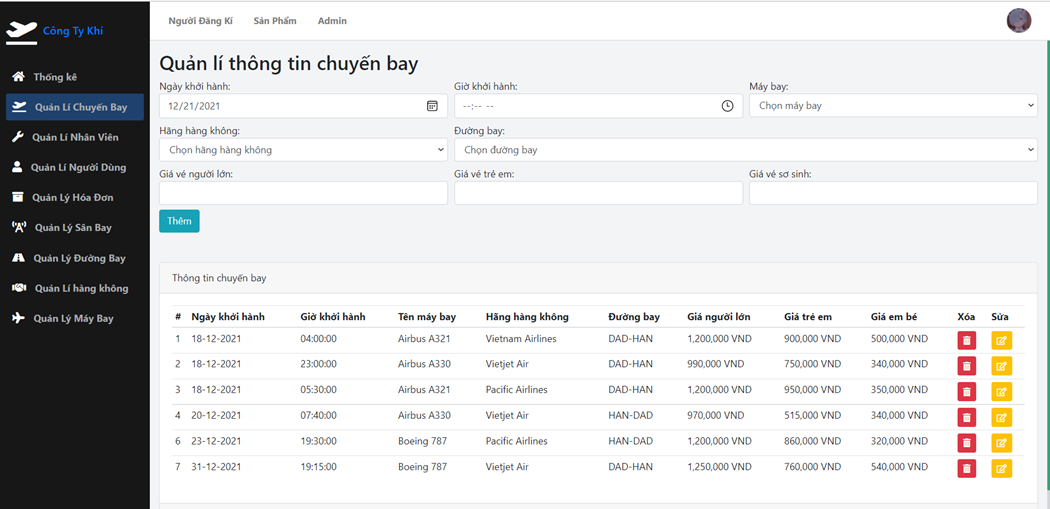 Công Ty Khí
Người Đăng Kí Sản Phẩm Admin
Thống kê
Quản Lí Chuyến Bay
Quản Lí Nhân Viên
Quản Lí Người Dùng
Quản Lý Hóa Đơn
Quản Lý Sân Bay
Quản Lý Đường Bay
Quản Lí hàng không
Quản Lý Máy Bay
Quản lí thông tin chuyến bay
Ngày khởi hành: Giờ khởi hành: Máy bay:
12/21/2021 --:-- -- Chọn máy bay
Hãng hàng không: Đường bay:
Chọn hãng hàng không Chọn đường bay
Giá vé người lớn: Giá vé trẻ em: Giá vé sơ sinh:
Thêm
Thông tin chuyến bay
# Ngày khởi hành Giờ khởi hành Tên máy bay Hãng hàng không Đường bay Giá người lớn Giá trẻ em Giá em bé Xóa Sửa
1 18-12-2021 04:00:00 Airbus A321 Vietnam Airlines DAD-HAN 1,200,000 VND 900,000 VND 500,000 VND
2 18-12-2021 23:00:00 Airbus A330 Vietjet Air DAD-HAN 990,000 VND 750,000 VND 340,000 VND
3 18-12-2021 05:30:00 Airbus A321 Pacific Airlines DAD-HAN 1,200,000 VND 950,000 VND 350,000 VND
4 20-12-2021 07:40:00 Airbus A330 Vietjet Air HAN-DAD 970,000 VND 515,000 VND 340,000 VND
6 23-12-2021 19:30:00 Boeing 787 Pacific Airlines HAN-DAD 1,200,000 VND 860,000 VND 320,000 VND
7 31-12-2021 19:15:00 Boeing 787 Vietjet Air DAD-HAN 1,250,000 VND 760,000 VND 540,000 VND